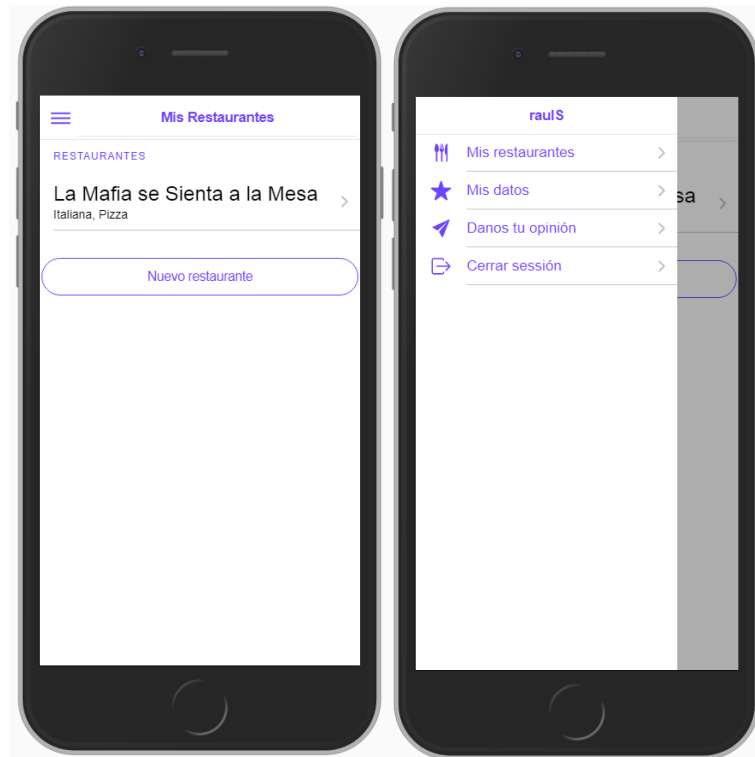 Mis Restaurantes
RESTAURANTES
La Mafia se Sienta a la Mesa
Italiana, Pizza
Nuevo restaurante
raulS
Mis restaurantes
Mis datos
Danos tu opinión
Cerrar sessión
sa